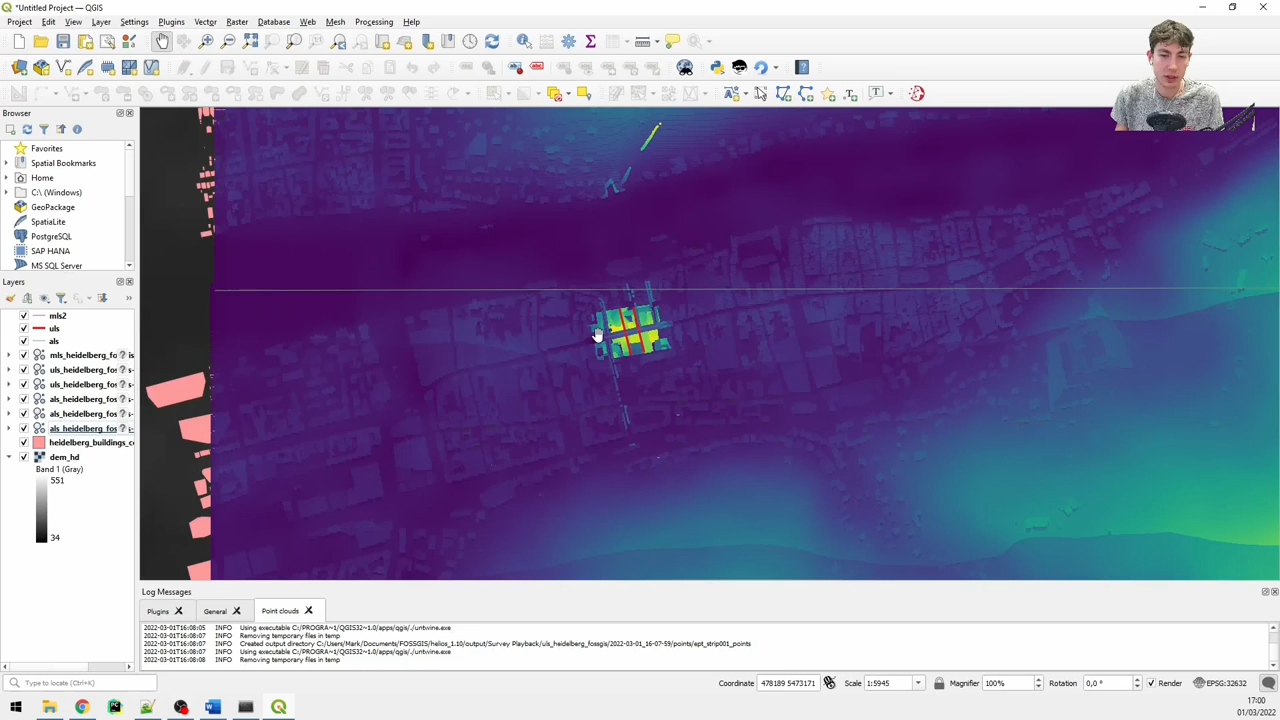 *Untitled Project — QGIS
Project Edit View Layer Settings Plugins Vector Raster Database Web Mesh Processing Help
Browser
Favorites
Spatial Bookmarks
Home
C:\ (Windows)
GeoPackage
SpatiaLite
PostgreSQL
SAP HANA
MS SQL Server
Layers
mls2
uls
als
mls_heidelberg_fo
uls_heidelberg_fos
uls_heidelberg_fos
als_heidelberg_fos
als_heidelberg_fos
als_heidelberg_fos
heidelberg_buildings_c
dem_hd
Band 1 (Gray)
551
34
Log Messages
Plugins General Point clouds
2022-03-01T16:08:05 INFO Using executable C:/PROGRA~1/QGIS32~1.0/apps/qgis/./untwine.exe
2022-03-01T16:08:07 INFO Removing temporary files in temp
2022-03-01T16:08:07 INFO Created output directory C:/Users/Mark/Documents/FOSSGIS/helios_1.10/output/Survey Playback/uls_heidelberg_fossgis/2022-03-01_16-07-59/points/ept_strip001_points
2022-03-01T16:08:07 INFO Using executable C:/PROGRA~1/QGIS32~1.0/apps/qgis/./untwine.exe
2022-03-01T16:08:08 INFO Removing temporary files in temp
Type to locate (Ctrl+K) Coordinate 478189 5473171 Scale 1:5945 Magnifier 100% Rotation 0,0 ° Render EPSG:32632
17:00
01/03/2022